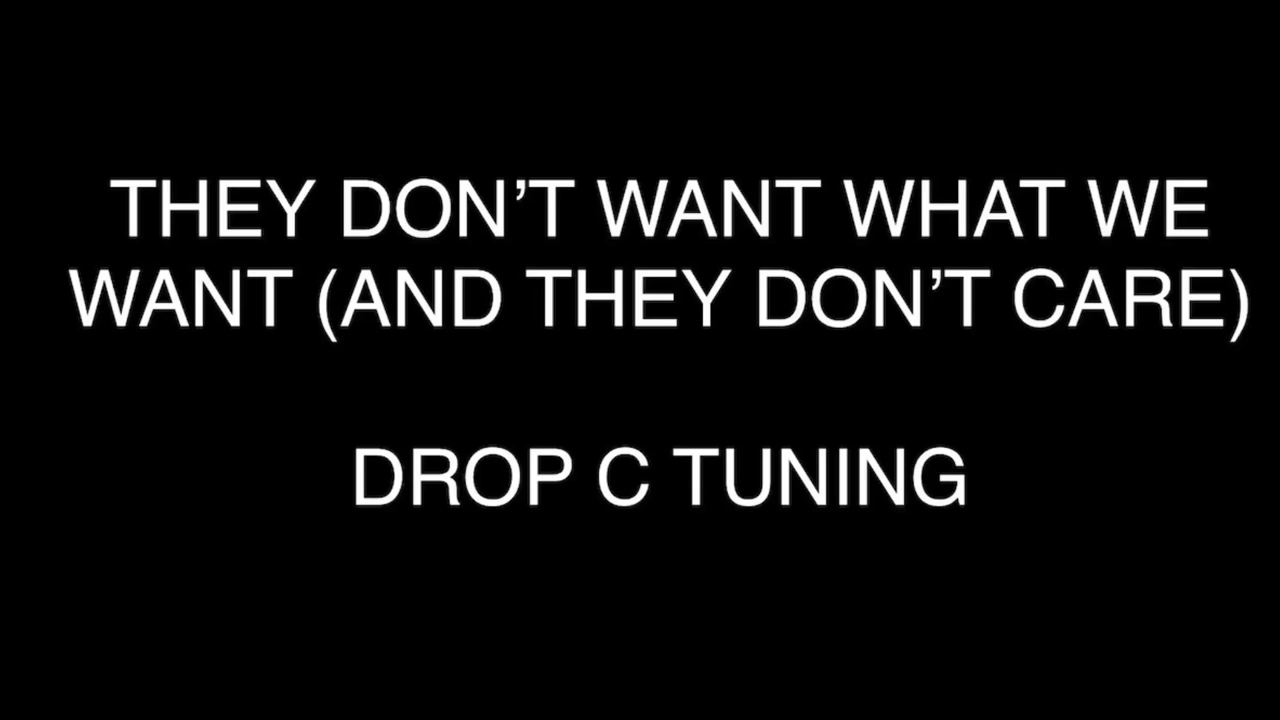 THEY DON’T WANT WHAT WE
WANT (AND THEY DON’T CARE)
DROP C TUNING